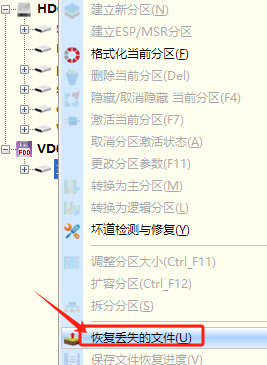 HD
建立新分区(N)
建立ESP/MSR分区
格式化当前分区(F)
删除当前分区(Del)
隐藏/取消隐藏 当前分区(F4)
激活当前分区(F7)
取消分区激活状态(A)
更改分区参数(F11)
转换为主分区(M)
转换为逻辑分区(L)
VD
FDD
坏道检测与修复(Y)
调整分区大小(Ctrl_F11)
扩容分区(Ctrl_F12)
拆分分区(S)
恢复丢失的文件(U)
保存文件恢复进度(V)